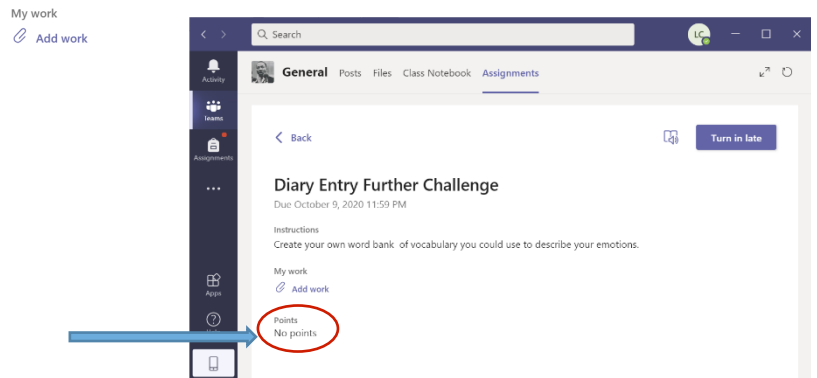 My work
Add work
Search
LC
Activity
General Posts Files Class Notebook Assignments
Teams
Assignments
Back
Turn in late
Diary Entry Further Challenge
Due October 9, 2020 11:59 PM
Instructions
Create your own word bank of vocabulary you could use to describe your emotions.
My work
Add work
Apps
Points
No points